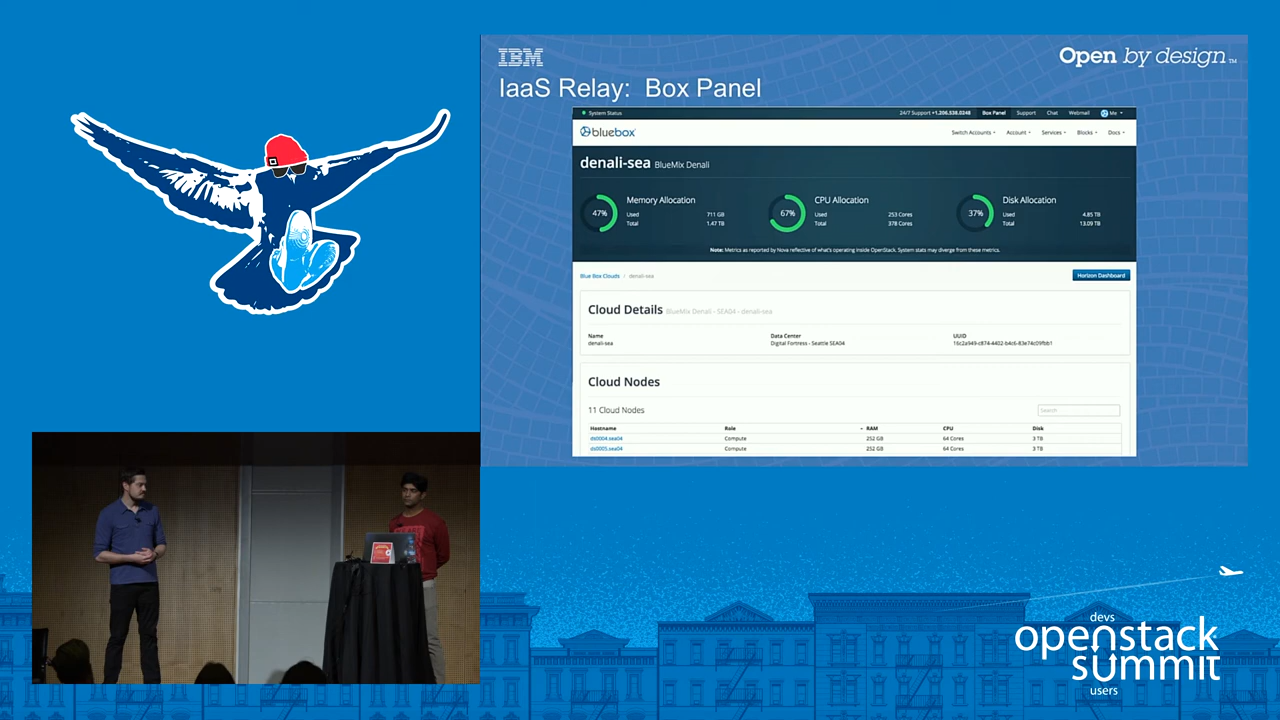 IBM
Open by design™
IaaS Relay: Box Panel
System Status
24/7 Support +1.206.538.0248 Box Panel Support Chat Webmail Me
bluebox
Switch Accounts Account Services Blocks Docs
denali-sea BlueMix Denali
47% Memory Allocation
Used 711 GB
Total 1.47 TB
67% CPU Allocation
Used 253 Cores
Total 378 Cores
37% Disk Allocation
Used 4.85 TB
Total 13.09 TB
Note: Metrics as reported by Nova reflective of what's operating inside OpenStack. System stats may diverge from these metrics.
Blue Box Clouds / denali-sea
Horizon Dashboard
Cloud Details BlueMix Denali - SEA04 - denali-sea
Name Data Center UUID
denali-sea Digital Fortress - Seattle SEA04 16c2a949-c874-4402-b4c6-83e74c09fbb1
Cloud Nodes
11 Cloud Nodes
Search
Hostname Role RAM CPU Disk
ds0004.sea04 Compute 252 GB 64 Cores 3 TB
ds0005.sea04 Compute 252 GB 64 Cores 3 TB
devs
openstack
summit
users